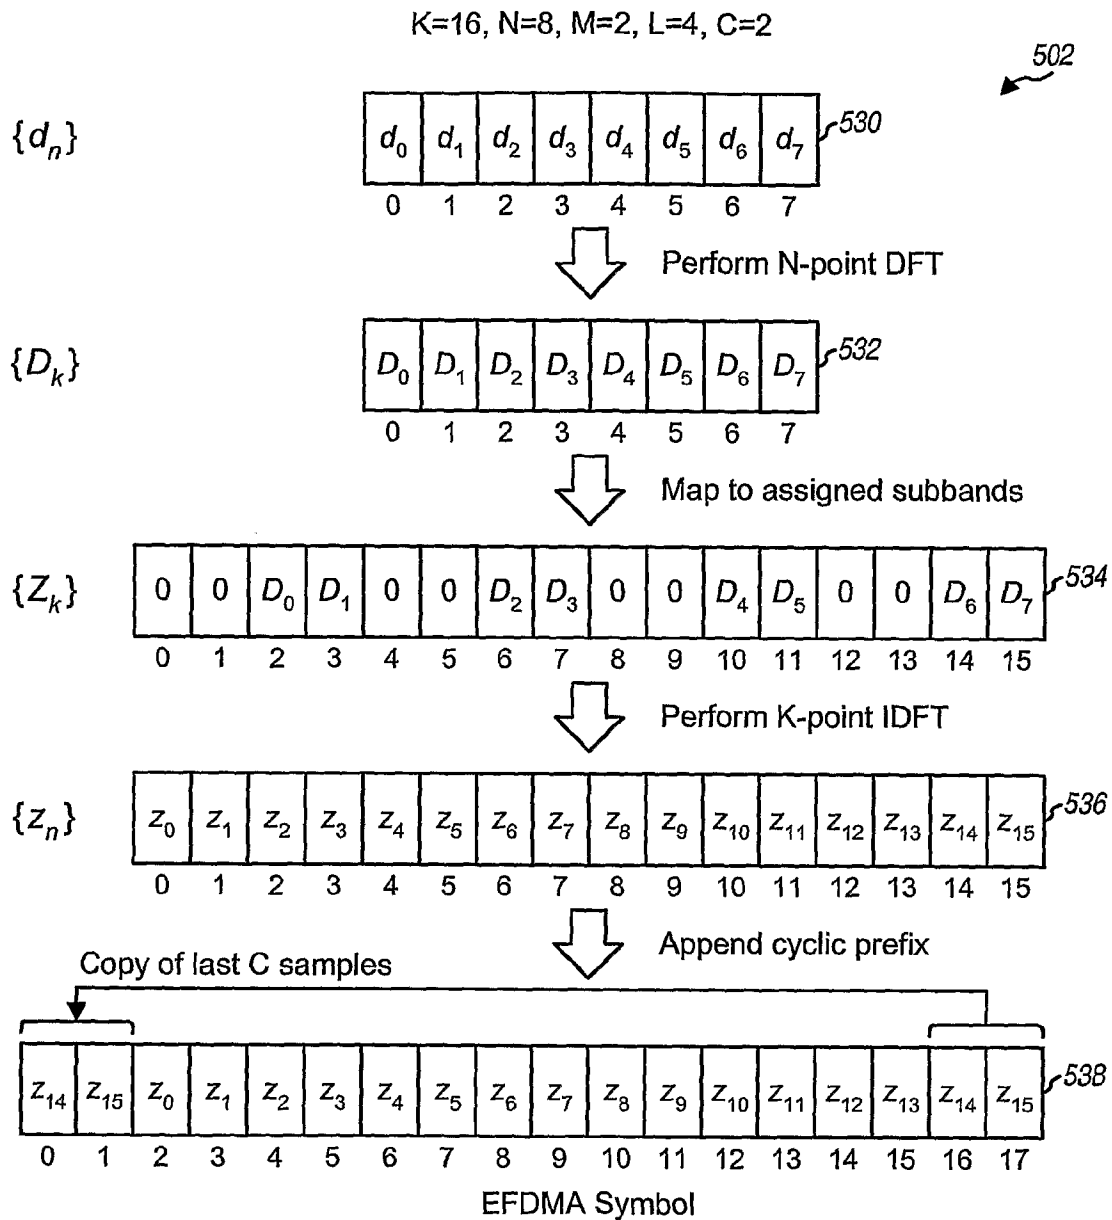 K=16, N=8, M=2, L=4, C=2
502
{dₙ} d₀ d₁ d₂ d₃ d₄ d₅ d₆ d₇ 530
0 1 2 3 4 5 6 7
Perform N-point DFT
{Dₖ} D₀ D₁ D₂ D₃ D₄ D₅ D₆ D₇ 532
0 1 2 3 4 5 6 7
Map to assigned subbands
{Zₖ} 0 0 D₀ D₁ 0 0 D₂ D₃ 0 0 D₄ D₅ 0 0 D₆ D₇ 534
0 1 2 3 4 5 6 7 8 9 10 11 12 13 14 15
Perform K-point IDFT
{zₙ} z₀ z₁ z₂ z₃ z₄ z₅ z₆ z₇ z₈ z₉ z₁₀ z₁₁ z₁₂ z₁₃ z₁₄ z₁₅ 536
0 1 2 3 4 5 6 7 8 9 10 11 12 13 14 15
Append cyclic prefix
Copy of last C samples
z₁₄ z₁₅ z₀ z₁ z₂ z₃ z₄ z₅ z₆ z₇ z₈ z₉ z₁₀ z₁₁ z₁₂ z₁₃ z₁₄ z₁₅ 538
0 1 2 3 4 5 6 7 8 9 10 11 12 13 14 15 16 17
EFDMA Symbol